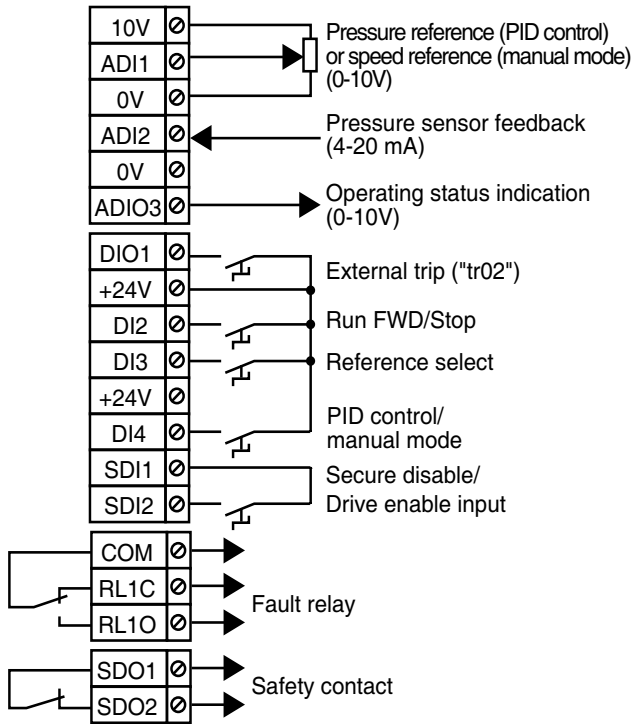 10V
ADI1
0V
ADI2
0V
ADIO3
Pressure reference (PID control)
or speed reference (manual mode)
(0-10V)
Pressure sensor feedback
(4-20 mA)
Operating status indication
(0-10V)
DIO1
+24V
DI2
DI3
+24V
DI4
SDI1
SDI2
External trip ("tr02")
Run FWD/Stop
Reference select
PID control/
manual mode
Secure disable/
Drive enable input
COM
RL1C
RL1O
Fault relay
SDO1
SDO2
Safety contact